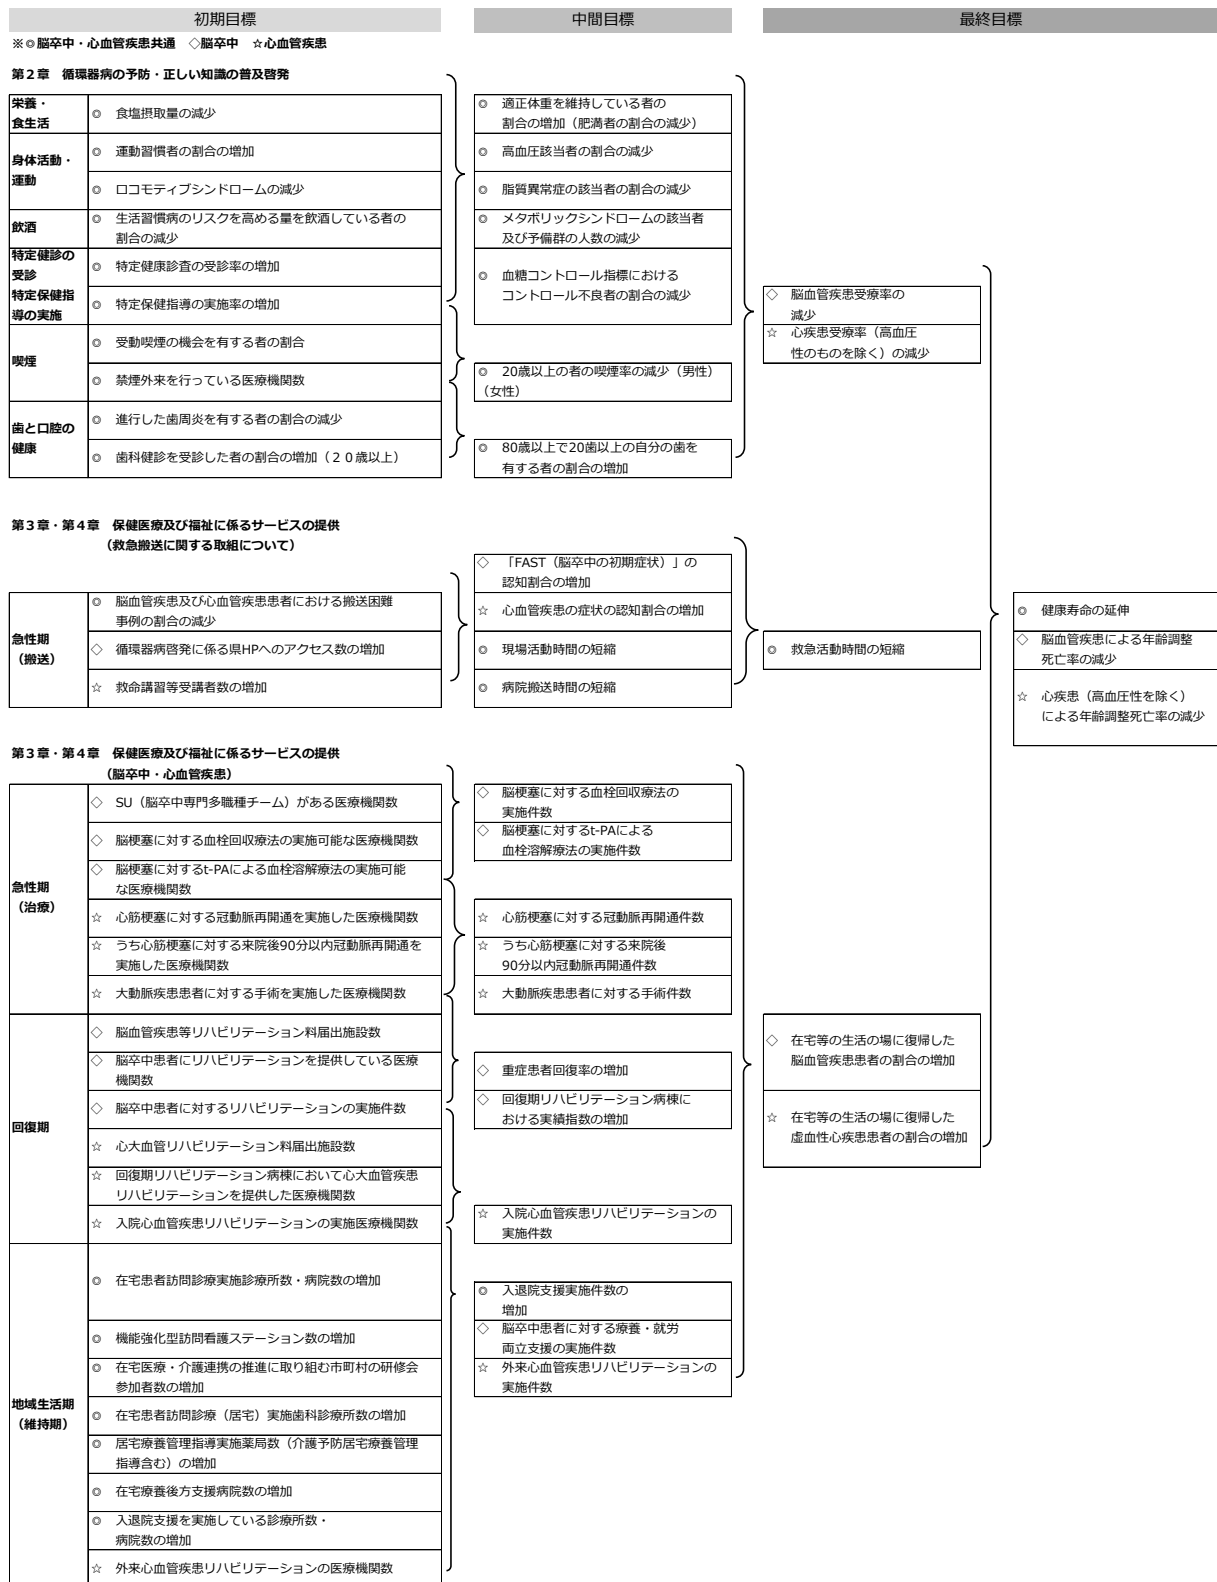 初期目標
中間目標
最終目標
※◎脳卒中・心血管疾患共通　◇脳卒中　☆心血管疾患
第２章　循環器病の予防・正しい知識の普及啓発
栄養・
食生活
◎　食塩摂取量の減少
身体活動・
運動
◎　運動習慣者の割合の増加
◎　ロコモティブシンドロームの減少
飲酒
◎　生活習慣病のリスクを高める量を飲酒している者の
割合の減少
特定健診の
受診
特定保健指
導の実施
◎　特定健康診査の受診率の増加
◎　特定保健指導の実施率の増加
喫煙
◎　受動喫煙の機会を有する者の割合
◎　禁煙外来を行っている医療機関数
歯と口腔の
健康
◎　進行した歯周炎を有する者の割合の減少
◎　歯科健診を受診した者の割合の増加（２０歳以上）
◎　適正体重を維持している者の
割合の増加（肥満者の割合の減少）
◎　高血圧該当者の割合の減少
◎　脂質異常症の該当者の割合の減少
◎　メタボリックシンドロームの該当者
及び予備群の人数の減少
◎　血糖コントロール指標における
コントロール不良者の割合の減少
◎　20歳以上の者の喫煙率の減少（男性）
（女性）
◎　80歳以上で20歯以上の自分の歯を
有する者の割合の増加
◇　脳血管疾患受療率の
減少
☆　心疾患受療率（高血圧
性のものを除く）の減少
第３章・第４章　保健医療及び福祉に係るサービスの提供
（救急搬送に関する取組について）
急性期
（搬送）
◎　脳血管疾患及び心血管疾患患者における搬送困難
事例の割合の減少
◇　循環器病啓発に係る県HPへのアクセス数の増加
☆　救命講習等受講者数の増加
◇　「FAST（脳卒中の初期症状）」の
認知割合の増加
☆　心血管疾患の症状の認知割合の増加
◎　現場活動時間の短縮
◎　病院搬送時間の短縮
◎　救急活動時間の短縮
◎　健康寿命の延伸
◇　脳血管疾患による年齢調整
死亡率の減少
☆　心疾患（高血圧性を除く）
による年齢調整死亡率の減少
第３章・第４章　保健医療及び福祉に係るサービスの提供
（脳卒中・心血管疾患）
急性期
（治療）
◇　SU（脳卒中専門多職種チーム）がある医療機関数
◇　脳梗塞に対する血栓回収療法の実施可能な医療機関数
◇　脳梗塞に対するt-PAによる血栓溶解療法の実施可能
な医療機関数
☆　心筋梗塞に対する冠動脈再開通を実施した医療機関数
☆　うち心筋梗塞に対する来院後90分以内冠動脈再開通を
実施した医療機関数
☆　大動脈疾患患者に対する手術を実施した医療機関数
◇　脳梗塞に対する血栓回収療法の
実施件数
◇　脳梗塞に対するt-PAによる
血栓溶解療法の実施件数
☆　心筋梗塞に対する冠動脈再開通件数
☆　うち心筋梗塞に対する来院後
90分以内冠動脈再開通件数
☆　大動脈疾患患者に対する手術件数
回復期
◇　脳血管疾患等リハビリテーション料届出施設数
◇　脳卒中患者にリハビリテーションを提供している医療
機関数
◇　脳卒中患者に対するリハビリテーションの実施件数
☆　心大血管リハビリテーション料届出施設数
☆　回復期リハビリテーション病棟において心大血管疾患
リハビリテーションを提供した医療機関数
☆　入院心血管疾患リハビリテーションの実施医療機関数
◇　重症患者回復率の増加
◇　回復期リハビリテーション病棟に
おける実績指数の増加
☆　入院心血管疾患リハビリテーションの
実施件数
◇　在宅等の生活の場に復帰した
脳血管疾患患者の割合の増加
☆　在宅等の生活の場に復帰した
虚血性心疾患患者の割合の増加
地域生活期
（維持期）
◎　在宅患者訪問診療実施診療所数・病院数の増加
◎　機能強化型訪問看護ステーション数の増加
◎　在宅医療・介護連携の推進に取り組む市町村の研修会
参加者数の増加
◎　在宅患者訪問診療（居宅）実施歯科診療所数の増加
◎　居宅療養管理指導実施薬局数（介護予防居宅療養管理
指導含む）の増加
◎　在宅療養後方支援病院数の増加
◎　入退院支援を実施している診療所数・
病院数の増加
☆　外来心血管疾患リハビリテーションの医療機関数
◎　入退院支援実施件数の
増加
◇　脳卒中患者に対する療養・就労
両立支援の実施件数
☆　外来心血管疾患リハビリテーションの
実施件数